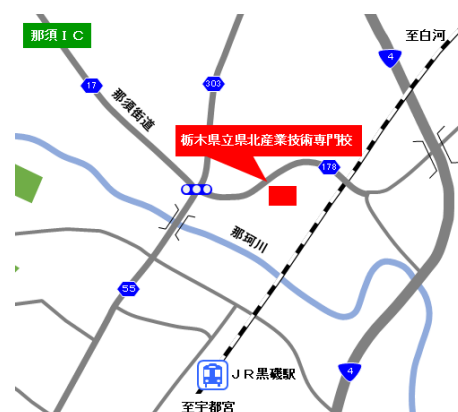 那須ＩＣ
至白河
4
17
303
那須街道
栃木県立県北産業技術専門校
178
那珂川
55
ＪＲ黒磯駅
4
至宇都宮